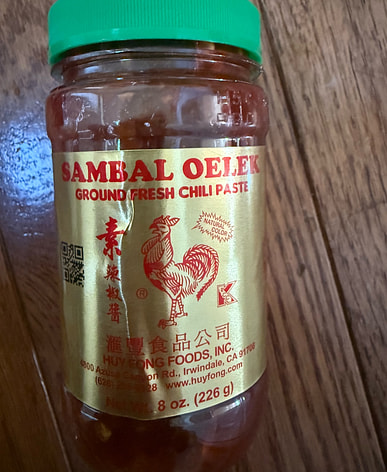 SAMBAL OELEK
GROUND FRESH CHILI PASTE
NATURAL COLOR
素
辣椒醬
®
K
滙豐食品公司
HUY FONG FOODS, INC.
Rd., Irwindale, CA 91706
www.huyfong.com
8 oz. (226 g)